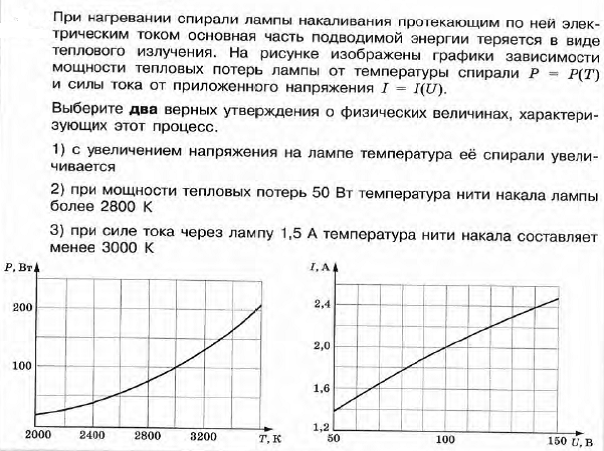 При нагревании спирали лампы накаливания протекающим по ней элек-
трическим током основная часть подводимой энергии теряется в виде
теплового излучения. На рисунке изображены графики зависимости
мощности тепловых потерь лампы от температуры спирали P = P(T)
и силы тока от приложенного напряжения I = I(U).
Выберите два верных утверждения о физических величинах, характери-
зующих этот процесс.
1) с увеличением напряжения на лампе температура её спирали увели-
чивается
2) при мощности тепловых потерь 50 Вт температура нити накала лампы
более 2800 К
3) при силе тока через лампу 1,5 А температура нити накала составляет
менее 3000 К
P, Вт
200
100
2000 2400 2800 3200 T, К
I, А
2,4
2,0
1,6
1,2
50 100 150 U, В